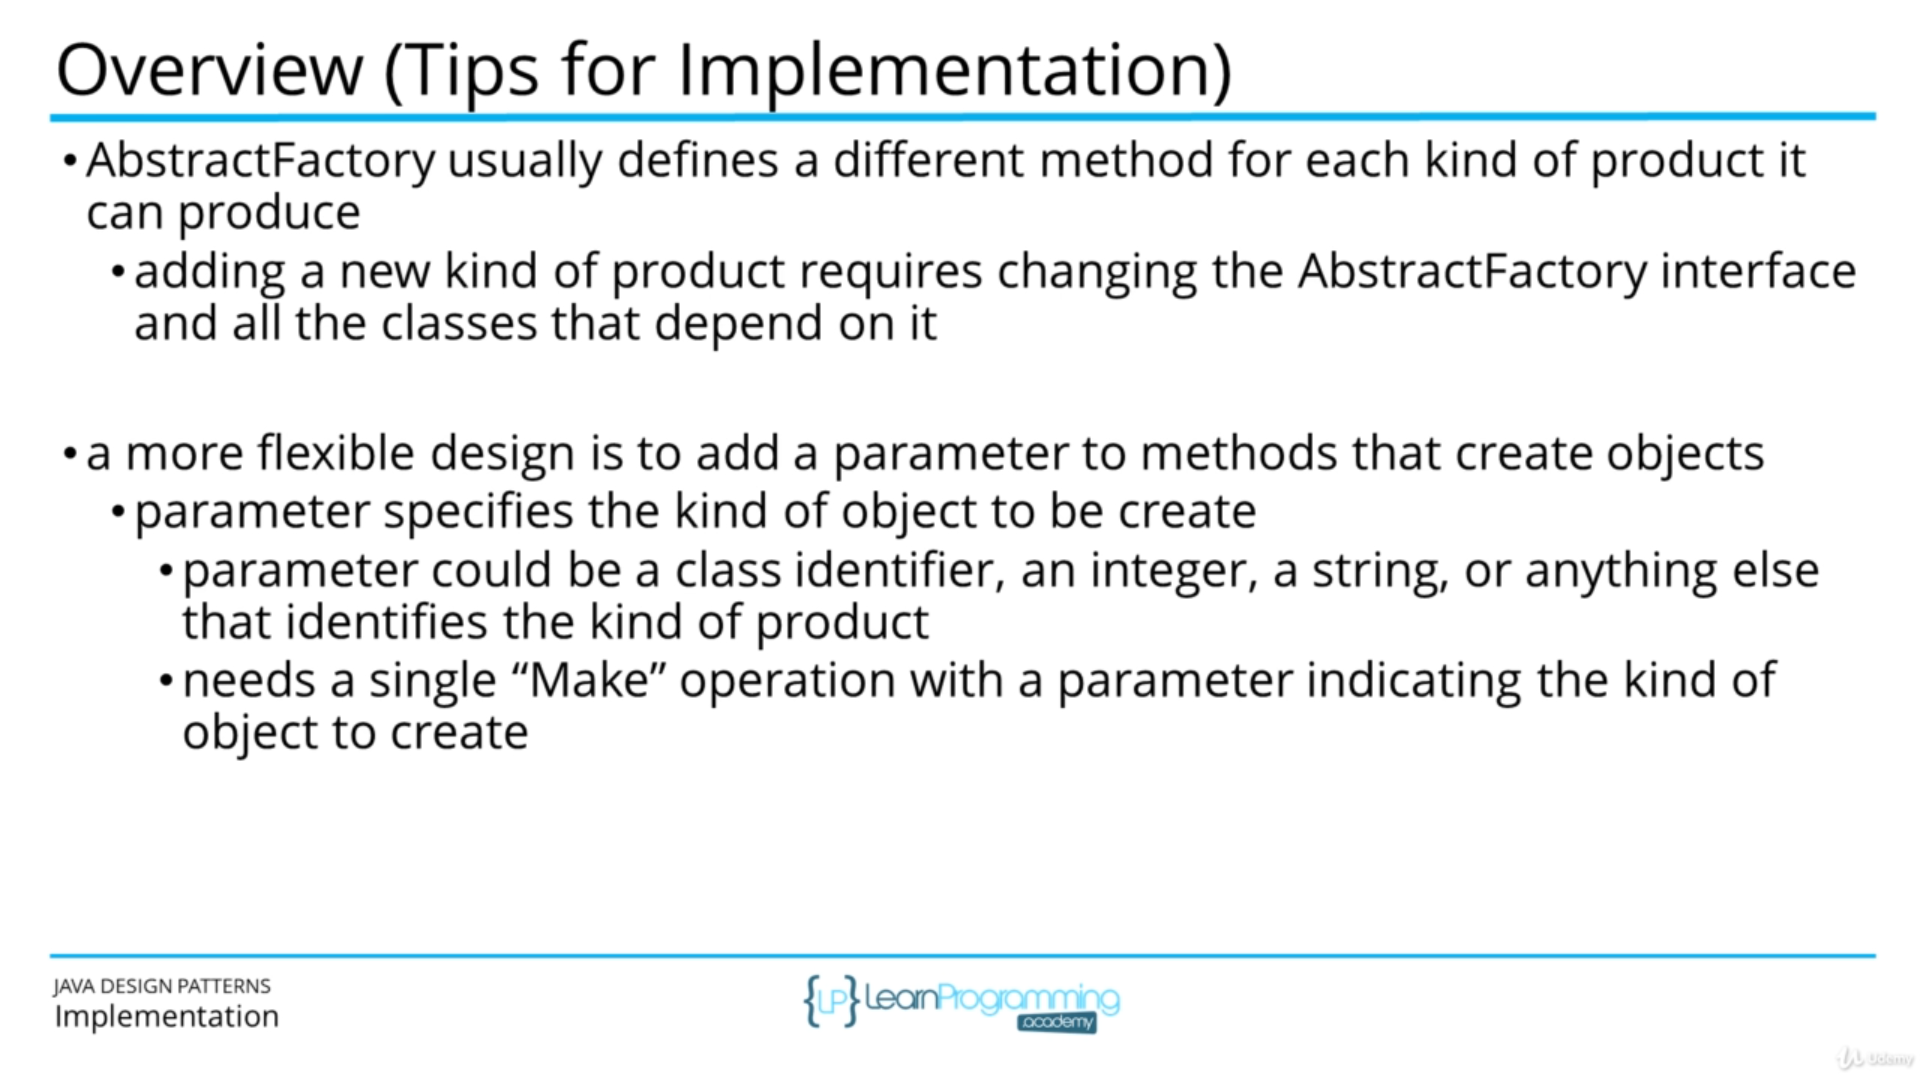 Overview (Tips for Implementation)
• AbstractFactory usually defines a different method for each kind of product it
can produce
• adding a new kind of product requires changing the AbstractFactory interface
and all the classes that depend on it
• a more flexible design is to add a parameter to methods that create objects
• parameter specifies the kind of object to be create
• parameter could be a class identifier, an integer, a string, or anything else
that identifies the kind of product
• needs a single “Make” operation with a parameter indicating the kind of
object to create
JAVA DESIGN PATTERNS
Implementation
{LP} LearnProgramming
academy
Udemy